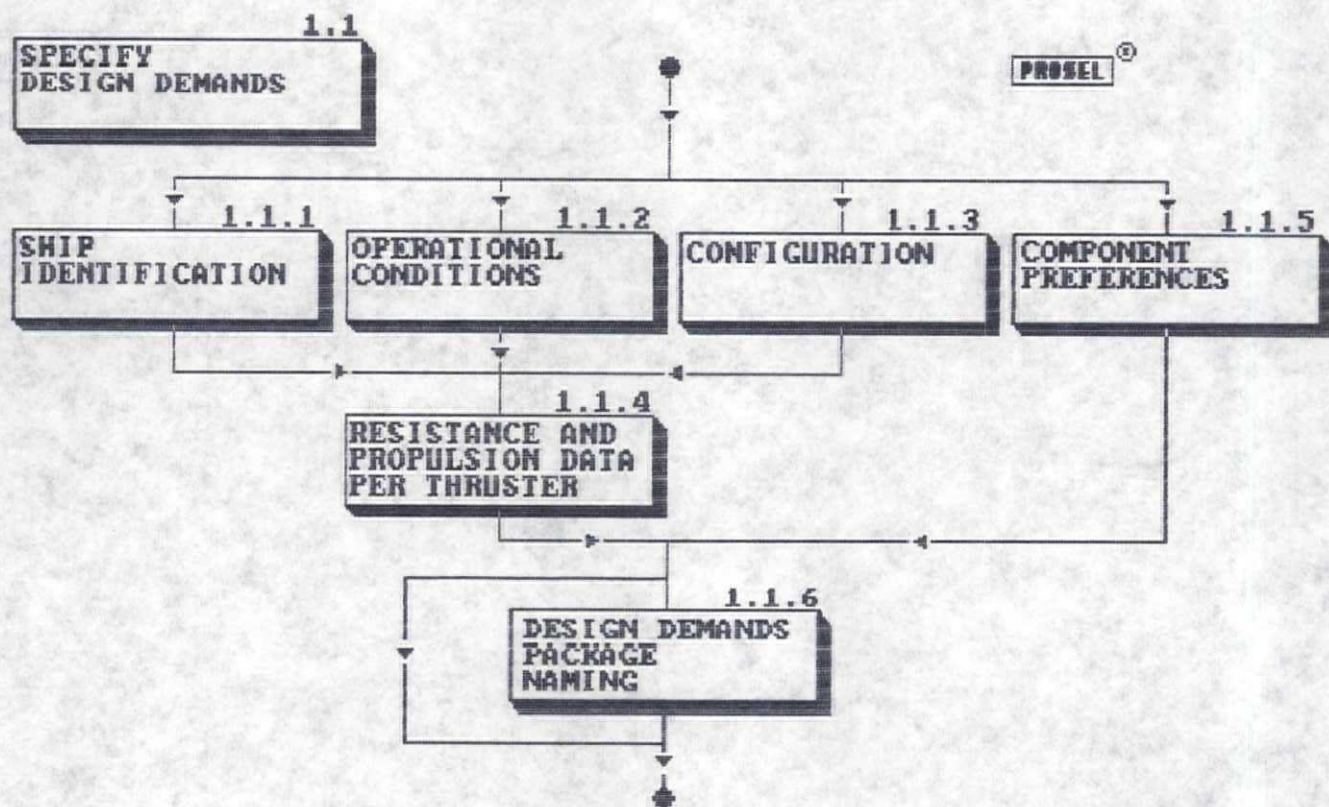 1.1
SPECIFY
DESIGN DEMANDS
PROSEL ®
1.1.1
SHIP
IDENTIFICATION
1.1.2
OPERATIONAL
CONDITIONS
1.1.3
CONFIGURATION
1.1.5
COMPONENT
PREFERENCES
1.1.4
RESISTANCE AND
PROPULSION DATA
PER THRUSTER
1.1.6
DESIGN DEMANDS
PACKAGE
NAMING